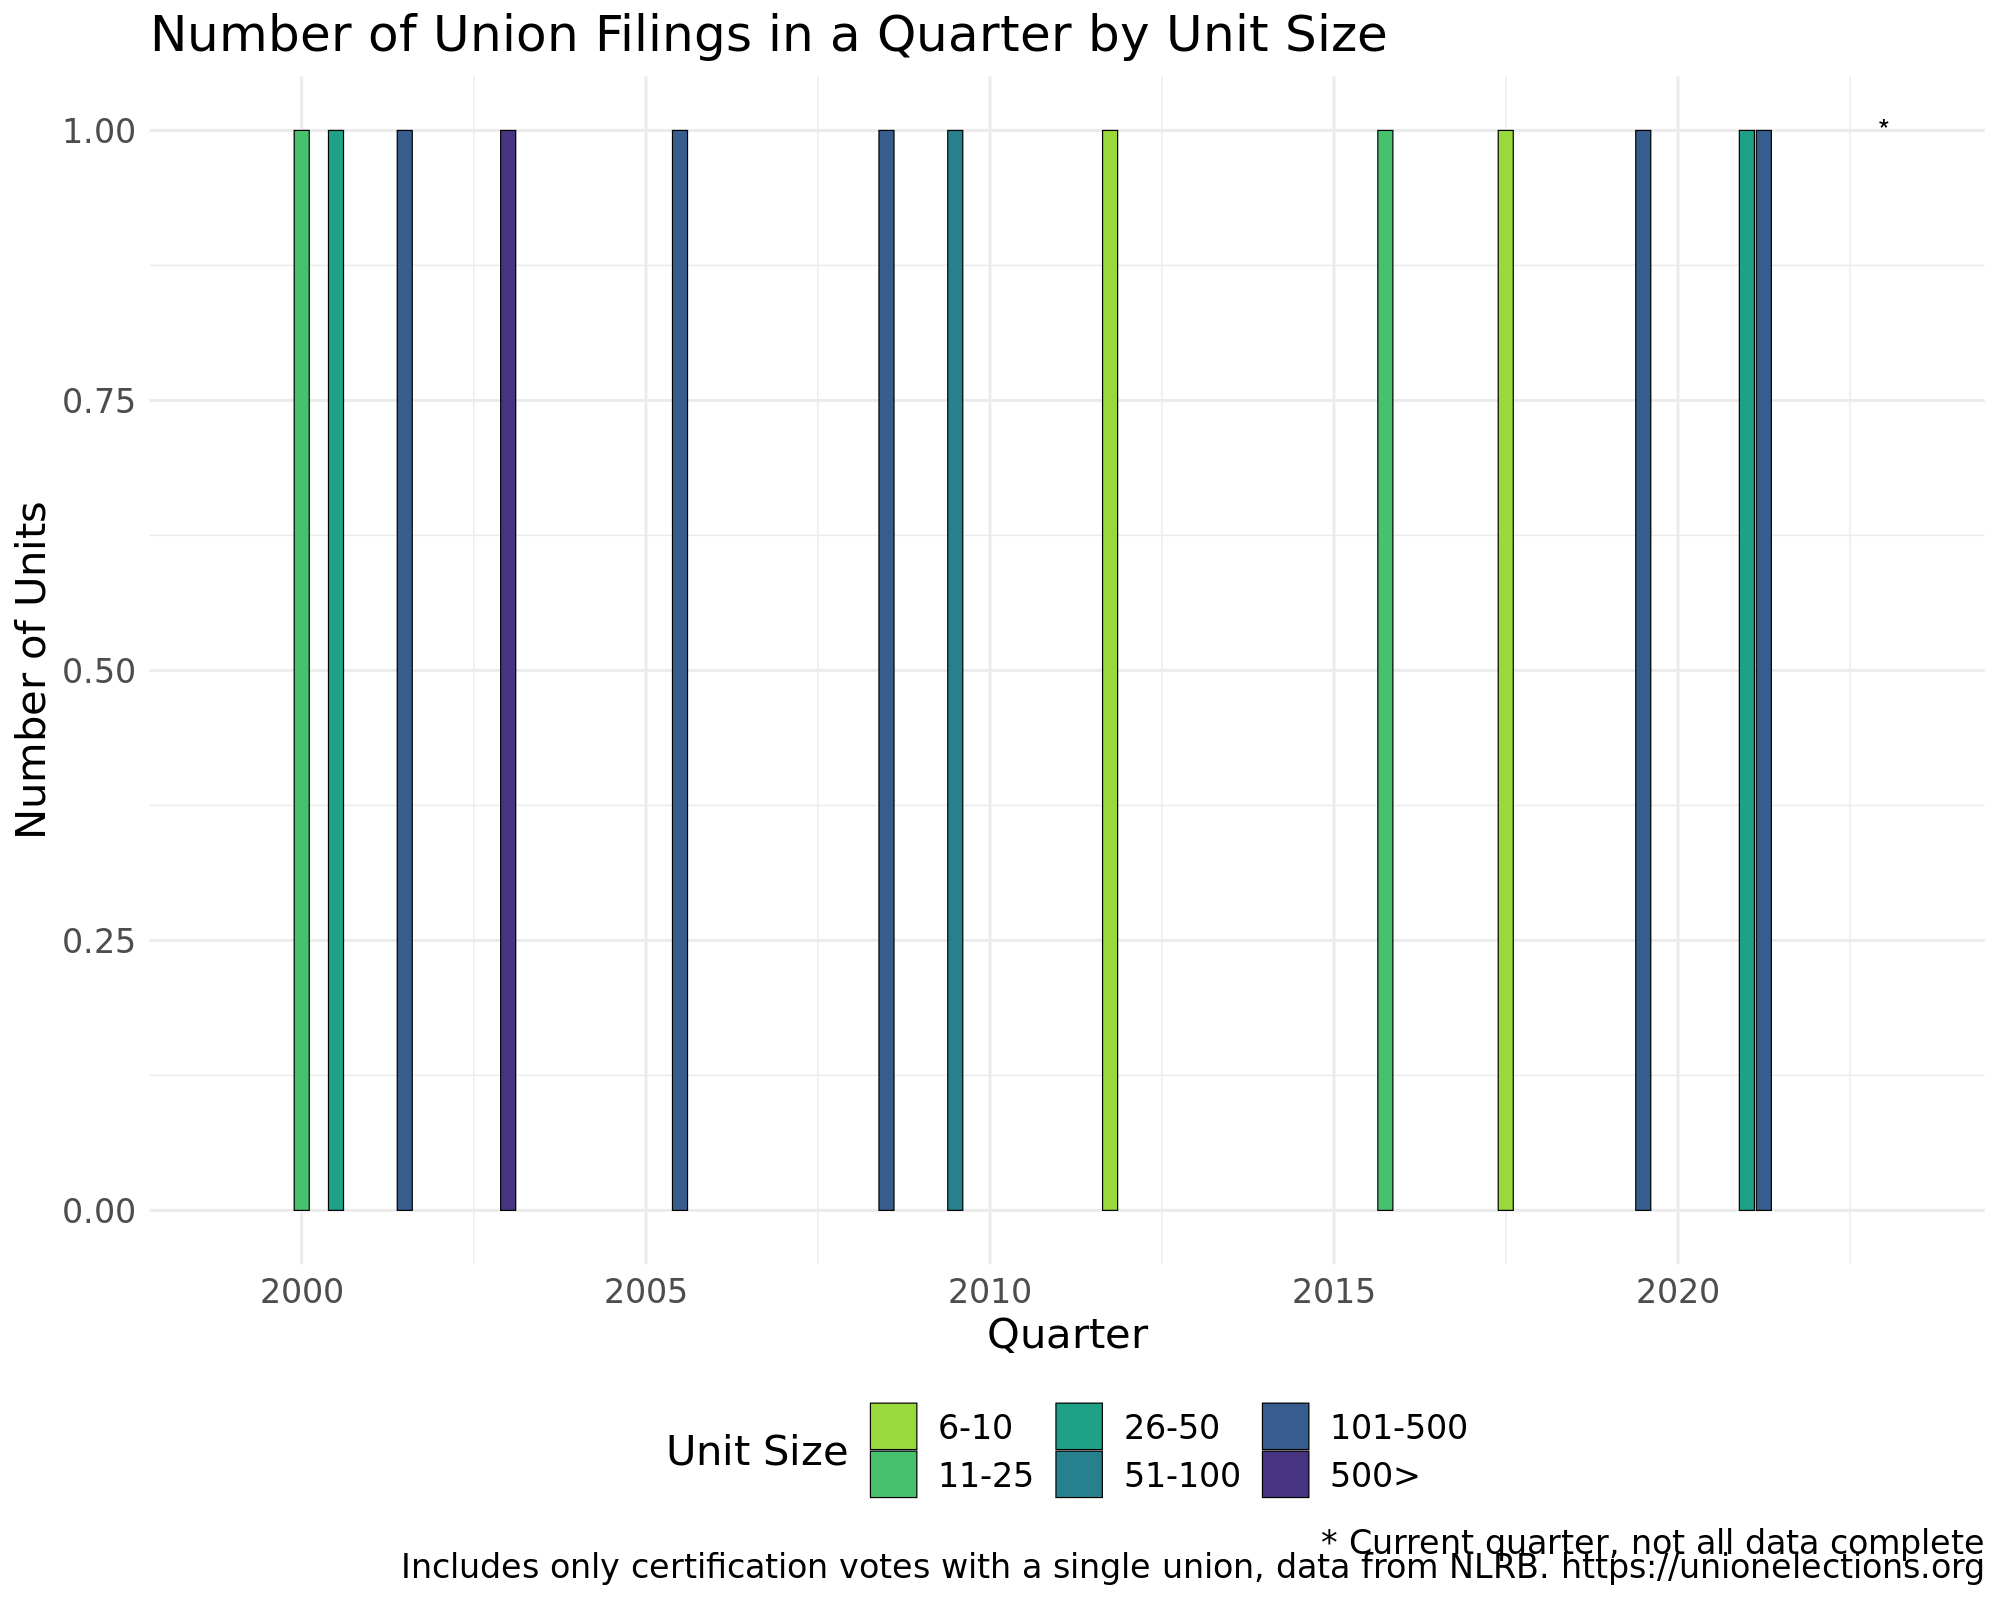 Number of Union Filings in a Quarter by Unit Size
*
1.00
0.75
0.50
0.25
0.00
Number of Units
2000 2005 2010 2015 2020
Quarter
Unit Size
6-10 26-50 101-500
11-25 51-100 500>
* Current quarter, not all data complete
Includes only certification votes with a single union, data from NLRB. https://unionelections.org